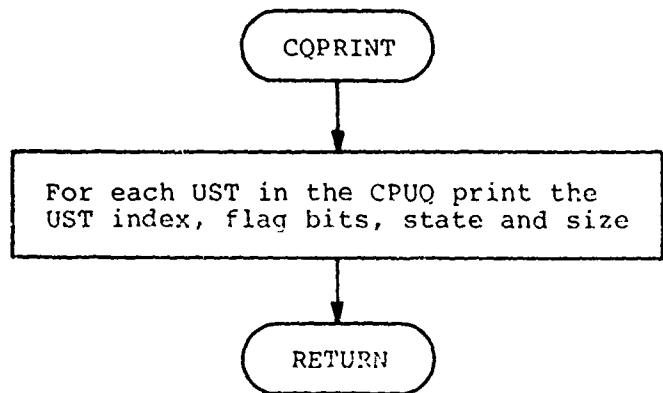 CQPRINT
For each UST in the CPUQ print the
UST index, flag bits, state and size
RETURN